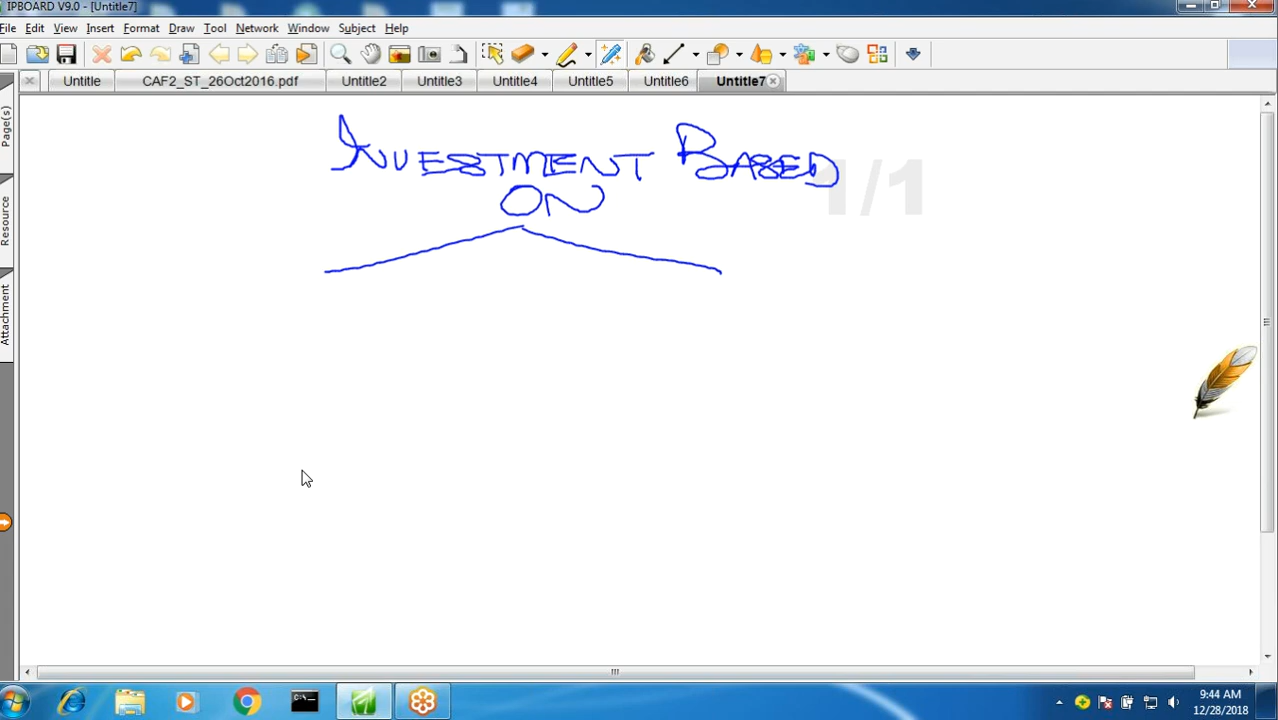 IPBOARD V9.0 - [Untitle7]
File Edit View Insert Format Draw Tool Network Window Subject Help
Untitle CAF2_ST_26Oct2016.pdf Untitle2 Untitle3 Untitle4 Untitle5 Untitle6 Untitle7
Page(s)
Resource
Attachment
INVESTMENT BASED
ON
1/1
9:44 AM
12/28/2018